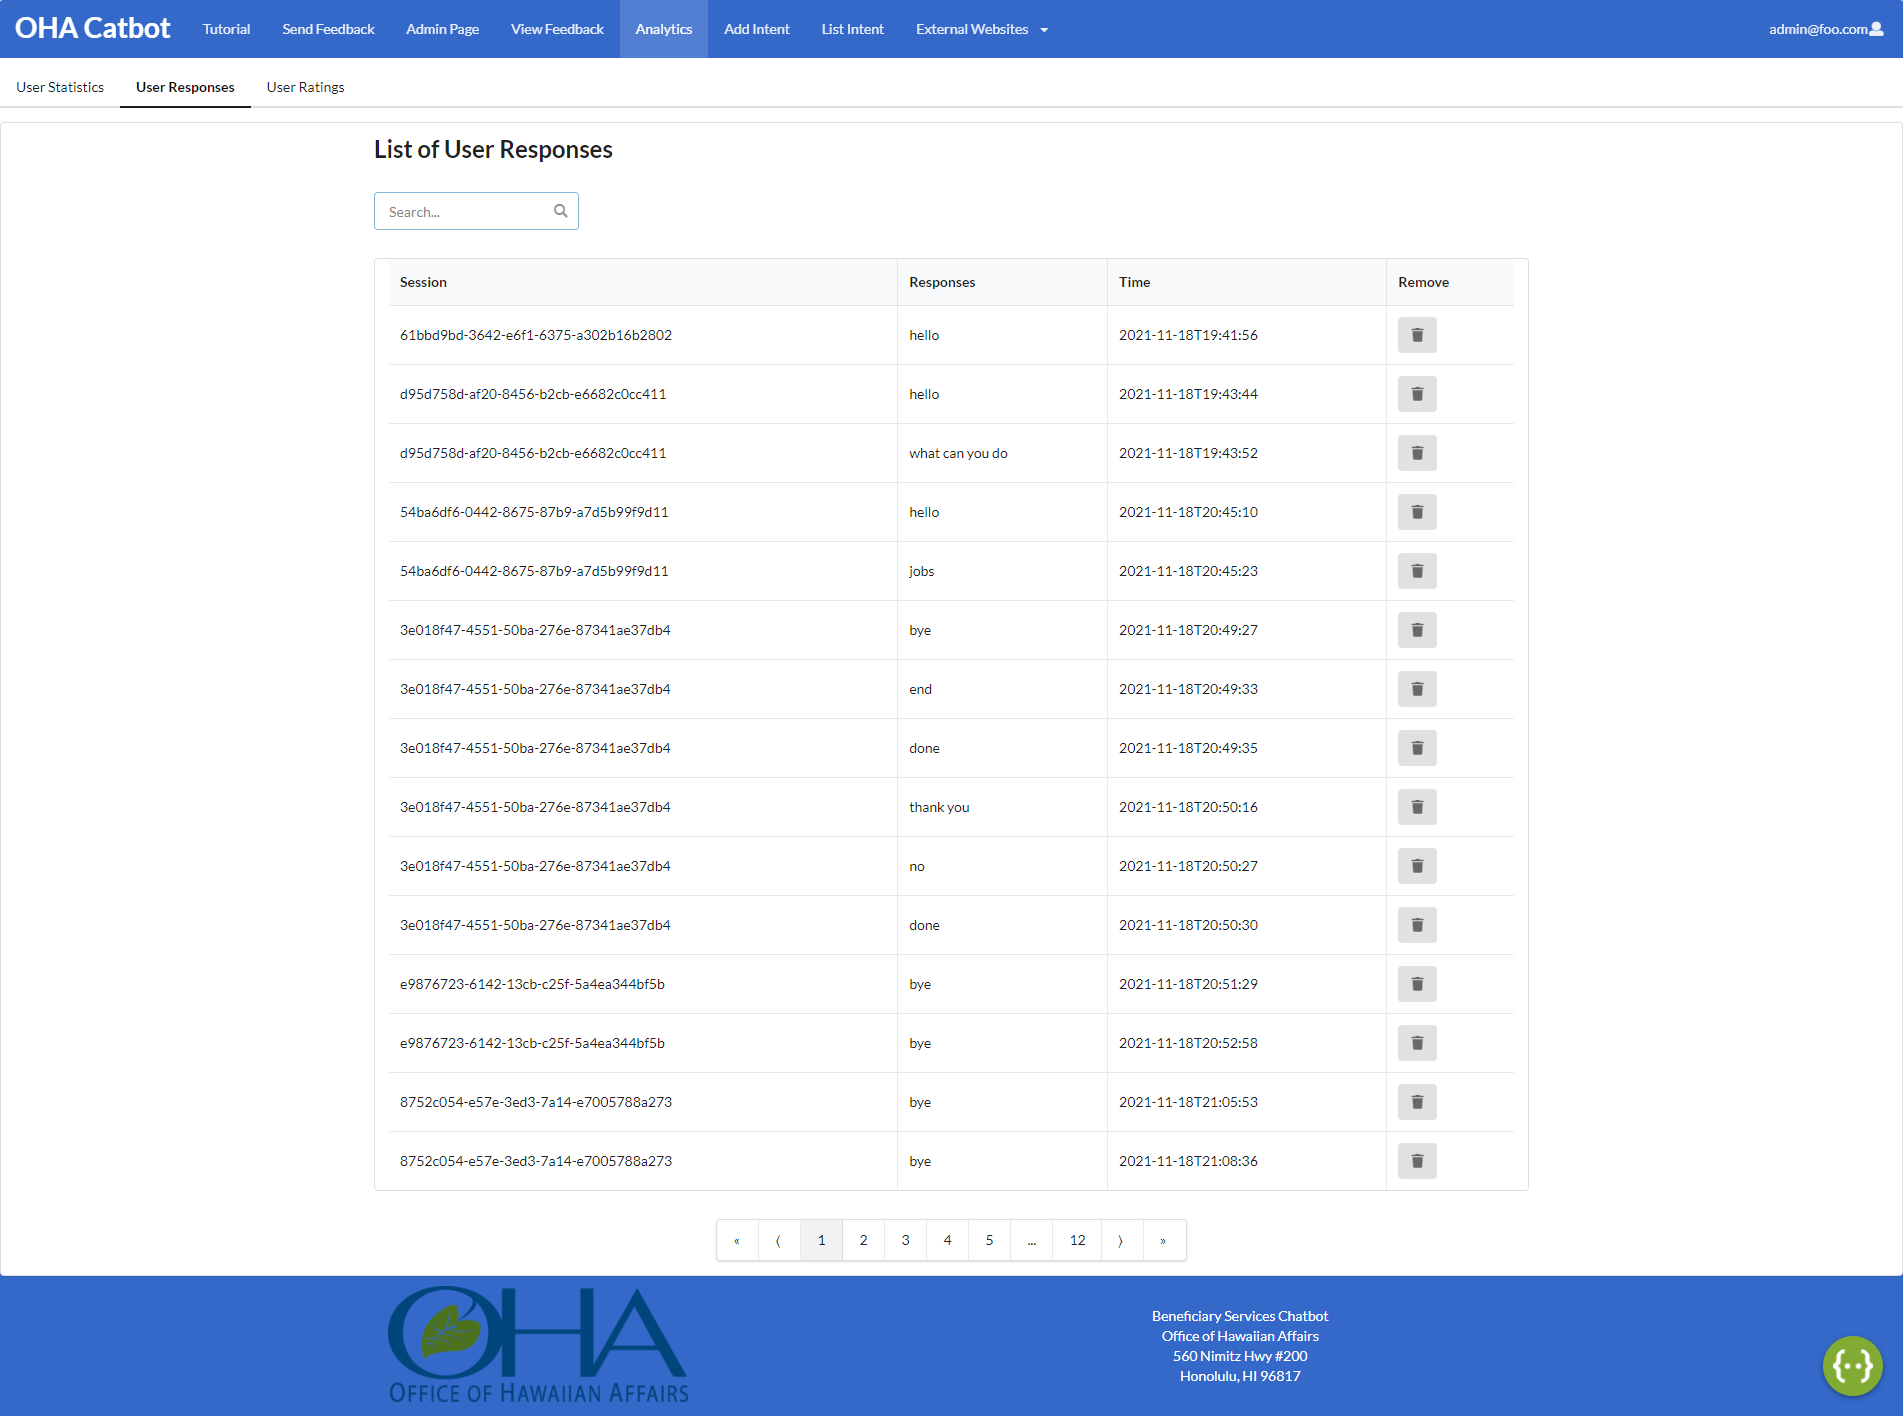 OHA Catbot Tutorial Send Feedback Admin Page View Feedback Analytics Add Intent List Intent External Websites admin@foo.com
User Statistics User Responses User Ratings
List of User Responses
Search...
Session Responses Time Remove
61bbd9bd-3642-e6f1-6375-a302b16b2802 hello 2021-11-18T19:41:56
d95d758d-af20-8456-b2cb-e6682c0cc411 hello 2021-11-18T19:43:44
d95d758d-af20-8456-b2cb-e6682c0cc411 what can you do 2021-11-18T19:43:52
54ba6df6-0442-8675-87b9-a7d5b99f9d11 hello 2021-11-18T20:45:10
54ba6df6-0442-8675-87b9-a7d5b99f9d11 jobs 2021-11-18T20:45:23
3e018f47-4551-50ba-276e-87341ae37db4 bye 2021-11-18T20:49:27
3e018f47-4551-50ba-276e-87341ae37db4 end 2021-11-18T20:49:33
3e018f47-4551-50ba-276e-87341ae37db4 done 2021-11-18T20:49:35
3e018f47-4551-50ba-276e-87341ae37db4 thank you 2021-11-18T20:50:16
3e018f47-4551-50ba-276e-87341ae37db4 no 2021-11-18T20:50:27
3e018f47-4551-50ba-276e-87341ae37db4 done 2021-11-18T20:50:30
e9876723-6142-13cb-c25f-5a4ea344bf5b bye 2021-11-18T20:51:29
e9876723-6142-13cb-c25f-5a4ea344bf5b bye 2021-11-18T20:52:58
8752c054-e57e-3ed3-7a14-e7005788a273 bye 2021-11-18T21:05:53
8752c054-e57e-3ed3-7a14-e7005788a273 bye 2021-11-18T21:08:36
« ⟨ 1 2 3 4 5 ... 12 ⟩ »
OHA
OFFICE OF HAWAIIAN AFFAIRS
Beneficiary Services Chatbot
Office of Hawaiian Affairs
560 Nimitz Hwy #200
Honolulu, HI 96817